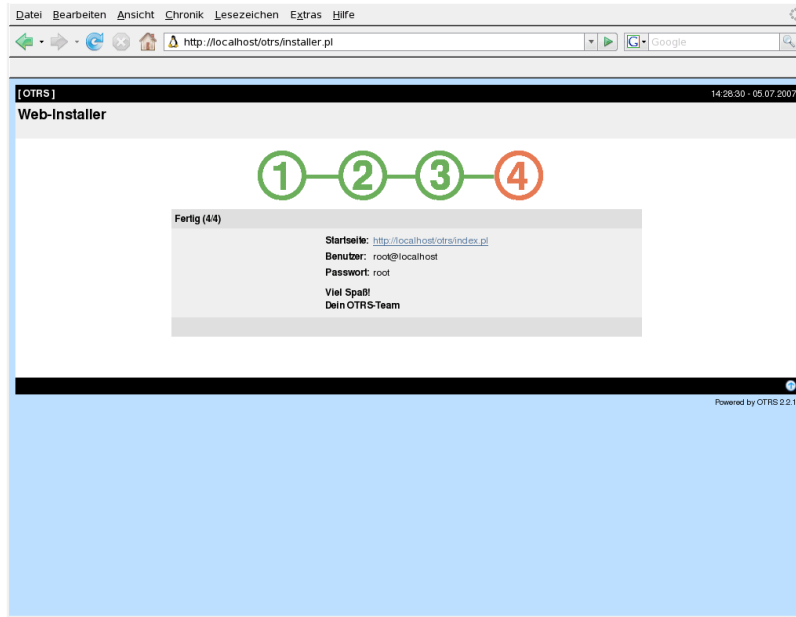 Datei Bearbeiten Ansicht Chronik Lesezeichen Extras Hilfe
http://localhost/otrs/installer.pl
G Google
[ OTRS ] 14:28:30 - 05.07.2007
Web-Installer
1 2 3 4
Fertig (4/4)
Startseite: http://localhost/otrs/index.pl
Benutzer: root@localhost
Passwort: root
Viel Spaß!
Dein OTRS-Team
Powered by OTRS 2.2.1